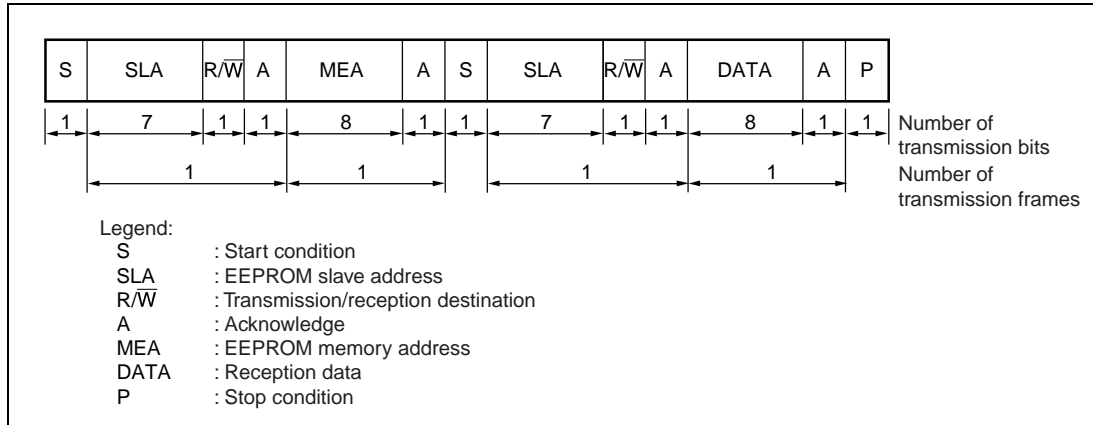 S SLA R/W̅ A MEA A S SLA R/W̅ A DATA A P
1 7 1 1 8 1 1 7 1 1 8 1 1 Number of
transmission bits
1 1 1 1 Number of
transmission frames
Legend:
S : Start condition
SLA : EEPROM slave address
R/W̅ : Transmission/reception destination
A : Acknowledge
MEA : EEPROM memory address
DATA : Reception data
P : Stop condition